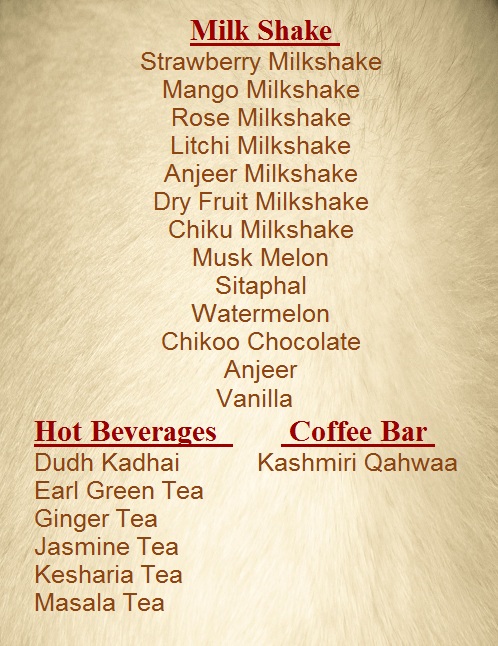 Milk Shake
Strawberry Milkshake
Mango Milkshake
Rose Milkshake
Litchi Milkshake
Anjeer Milkshake
Dry Fruit Milkshake
Chiku Milkshake
Musk Melon
Sitaphal
Watermelon
Chikoo Chocolate
Anjeer
Vanilla
Hot Beverages
Dudh Kadhai
Earl Green Tea
Ginger Tea
Jasmine Tea
Kesharia Tea
Masala Tea
Coffee Bar
Kashmiri Qahwaa